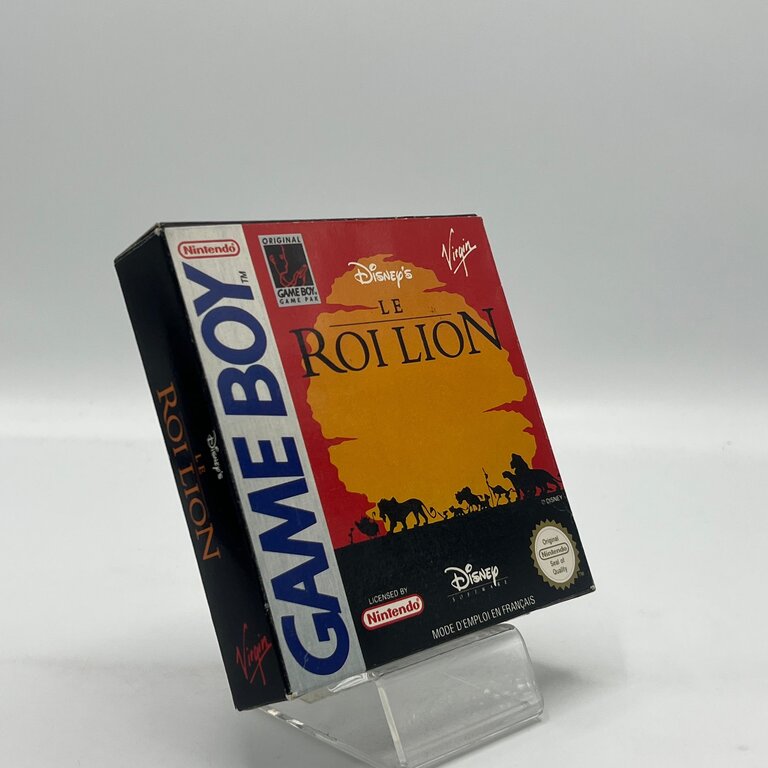 Nintendo
GAME BOY™
ORIGINAL
GAME BOY
GAME PAK
Virgin
DISNEY'S
LE
ROI LION
© DISNEY
Original
Nintendo
Seal of
Quality
TM
LICENSED BY
Nintendo
Disney
SOFTWARE
MODE D'EMPLOI EN FRANÇAIS
Disney's
LE
ROI LION
Virgin